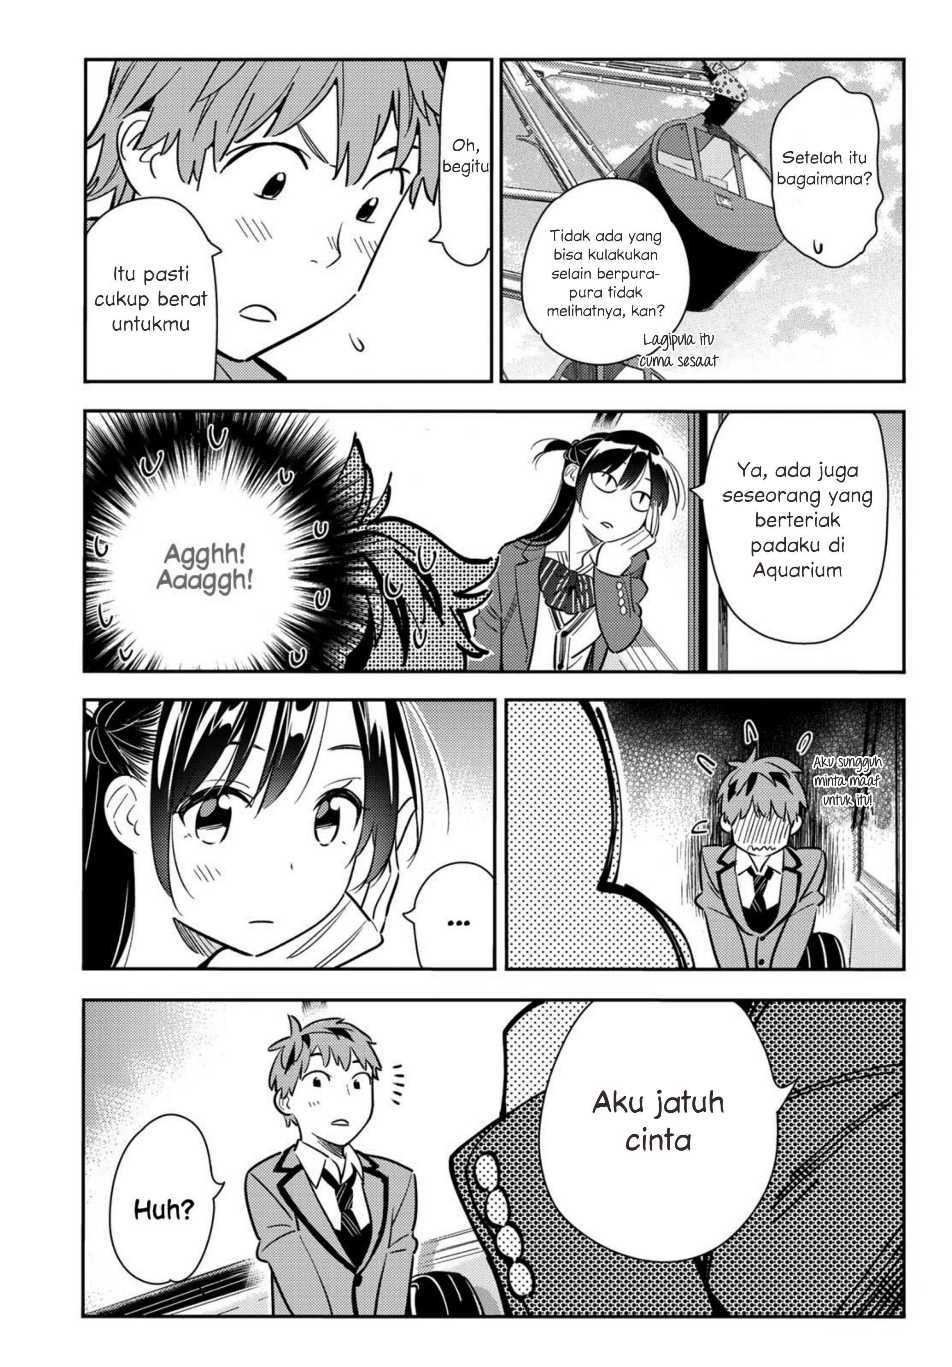 Setelah itu
bagaimana?
Tidak ada yang
bisa kulakukan
selain berpura-
pura tidak
melihatnya, kan?
Lagipula itu
cuma sesaat
Oh,
begitu
Itu pasti
cukup berat
untukmu
Ya, ada juga
seseorang yang
berteriak
padaku di
Aquarium
Agghh!
Aaaggh!
Aku sungguh
minta maaf
untuk itu!
...
Aku jatuh
cinta
Huh?